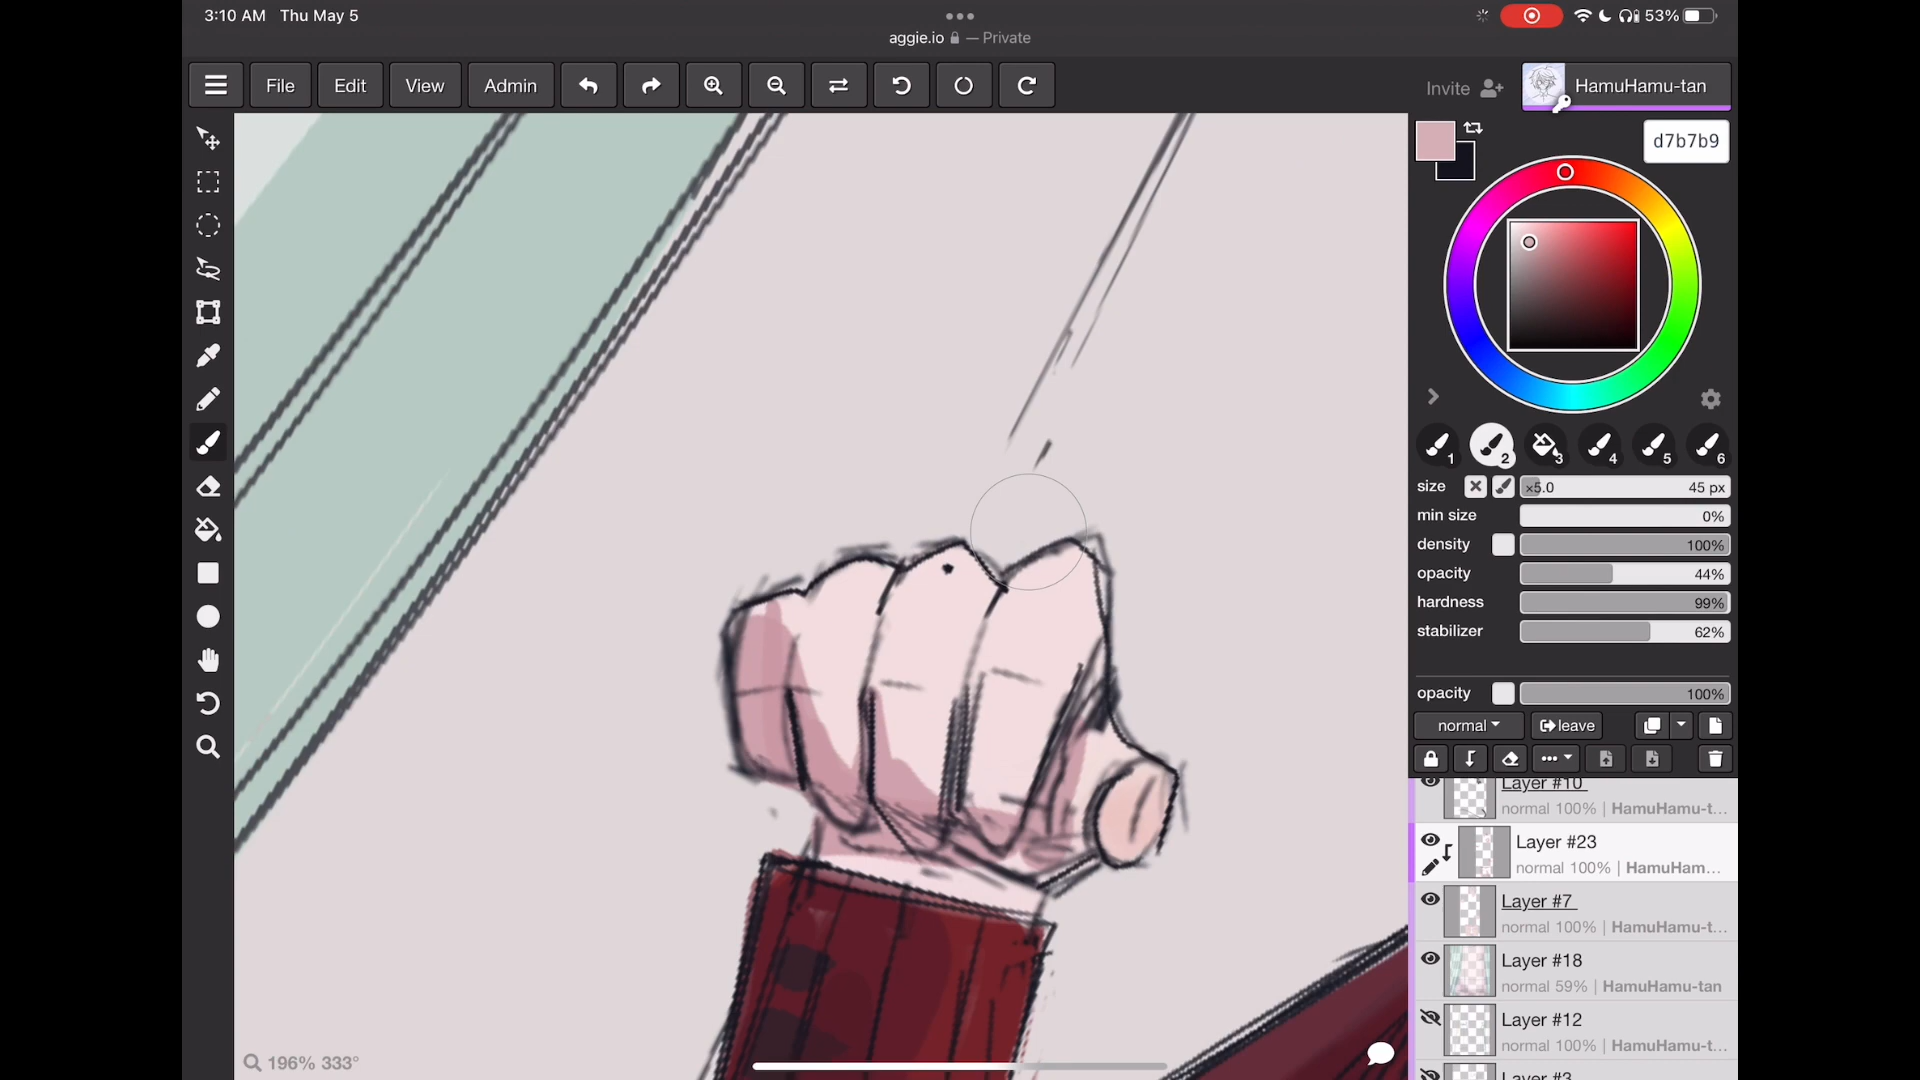 3:10 AM Thu May 5
53%
aggie.io — Private
File Edit View Admin
Invite HamuHamu-tan
d7b7b9
1 2 3 4 5 6
size x5.0 45 px
min size 0%
density 100%
opacity 44%
hardness 99%
stabilizer 62%
opacity 100%
normal leave
Layer #10
normal 100% | HamuHamu-t...
Layer #23
normal 100% | HamuHam...
Layer #7
normal 100% | HamuHamu-t...
Layer #18
normal 59% | HamuHamu-tan
Layer #12
normal 100% | HamuHamu-t...
Layer #3
196% 333°